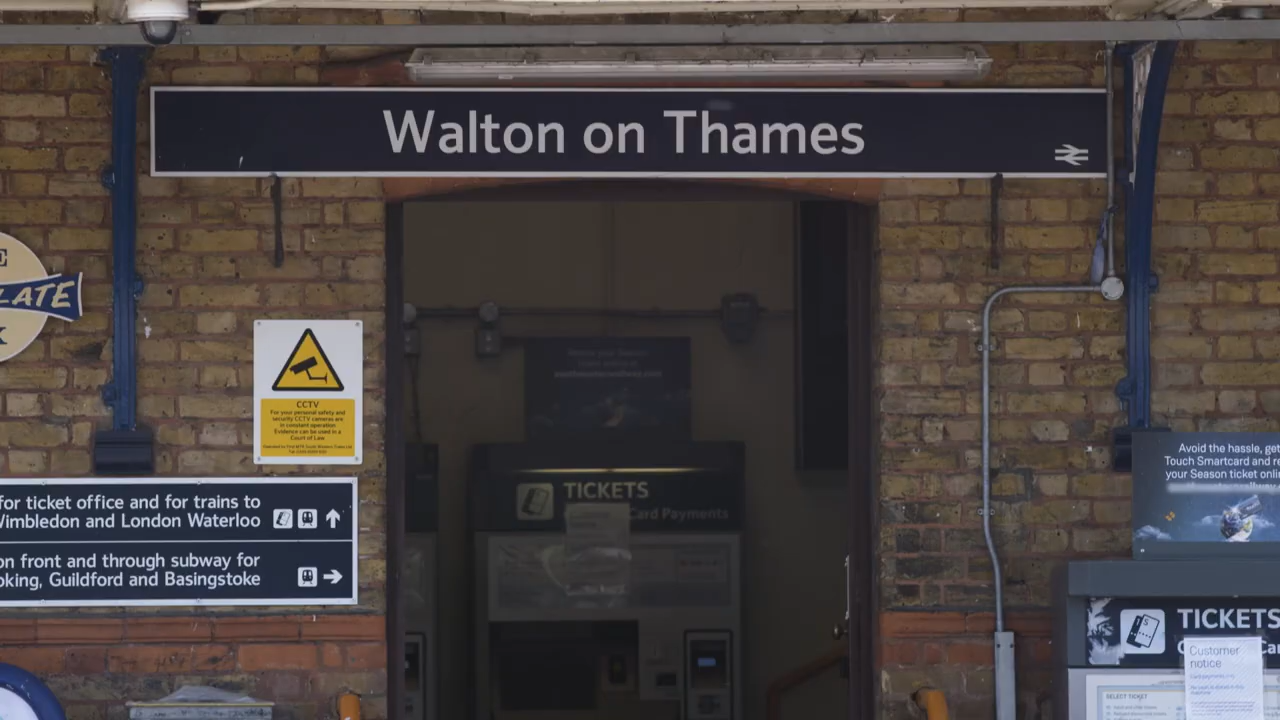 Walton on Thames
LATE
K
CCTV
For your personal safety and
security CCTV cameras are
in constant operation
Evidence can be used in a
Court of Law
for ticket office and for trains to
Wimbledon and London Waterloo
on front and through subway for
oking, Guildford and Basingstoke
TICKETS
Card Payments
Avoid the hassle, get
Touch Smartcard and re
your Season ticket onlin
TICKETS
Customer
notice
SELECT TICKET